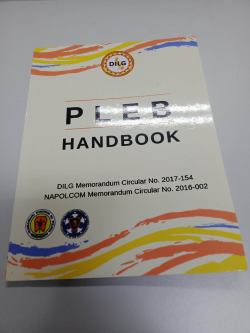 DILG
PLEB
HANDBOOK
DILG Memorandum Circular No. 2017-154
NAPOLCOM Memorandum Circular No. 2016-002